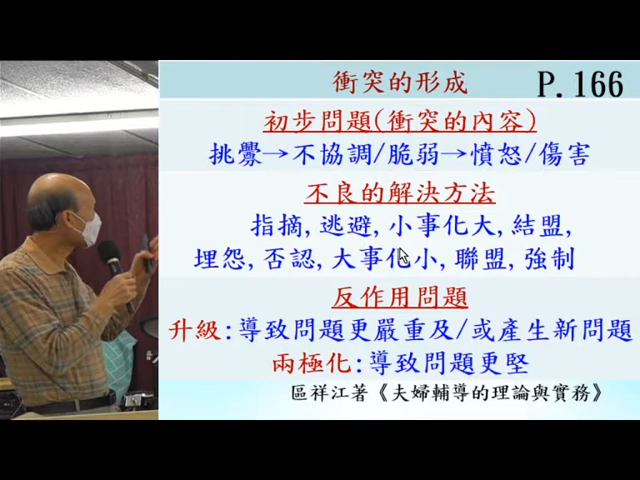 衝突的形成
P.166
初步問題(衝突的內容)
挑釁→不協調/脆弱→憤怒/傷害
不良的解決方法
指摘,逃避,小事化大,結盟,
埋怨,否認,大事化小,聯盟,強制
反作用問題
升級:導致問題更嚴重及/或產生新問題
兩極化:導致問題更堅
區祥江著《夫婦輔導的理論與實務》